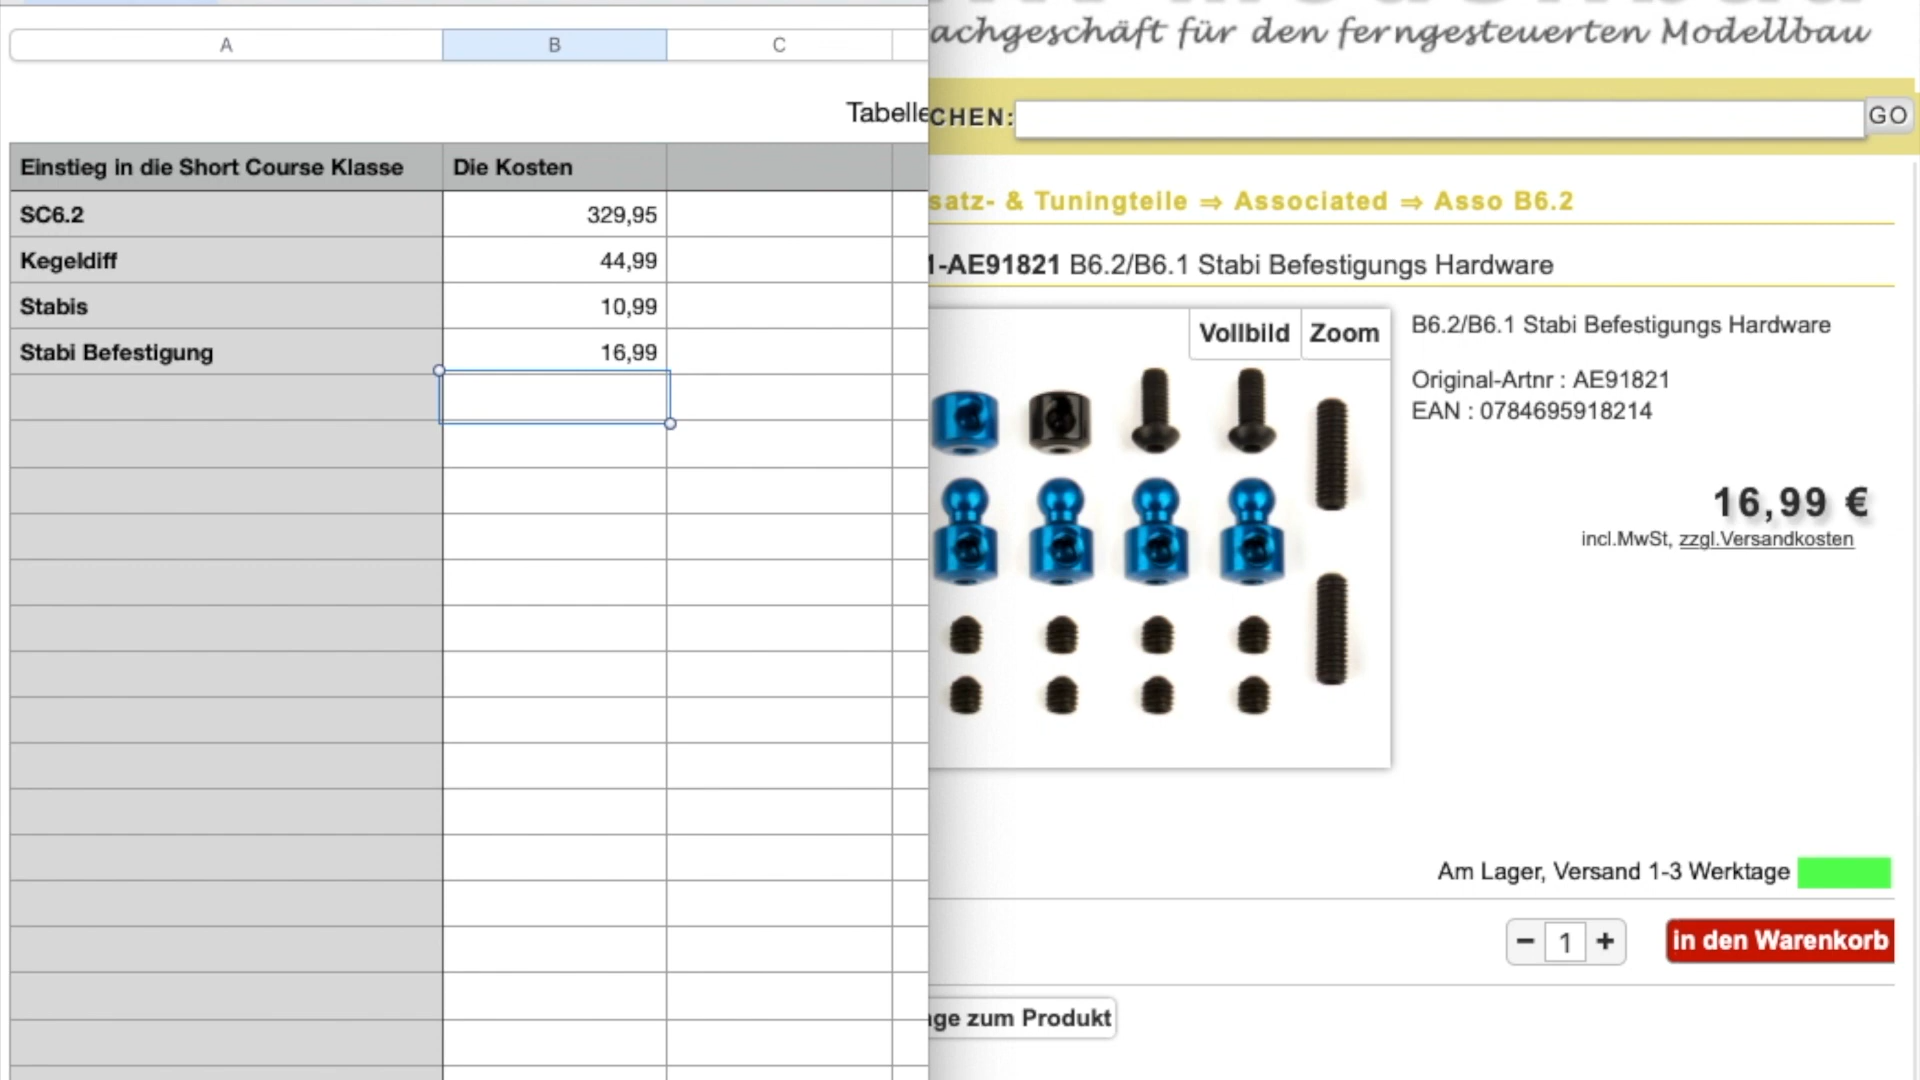 A B C
Tabelle
Einstieg in die Short Course Klasse Die Kosten
SC6.2 329,95
Kegeldiff 44,99
Stabis 10,99
Stabi Befestigung 16,99
achgeschäft für den ferngesteuerten Modellbau
CHEN: GO
satz- & Tuningteile ⇒ Associated ⇒ Asso B6.2
1-AE91821 B6.2/B6.1 Stabi Befestigungs Hardware
Vollbild Zoom
B6.2/B6.1 Stabi Befestigungs Hardware
Original-Artnr : AE91821
EAN : 0784695918214
16,99 €
incl.MwSt, zzgl.Versandkosten
Am Lager, Versand 1-3 Werktage
− 1 + in den Warenkorb
ge zum Produkt